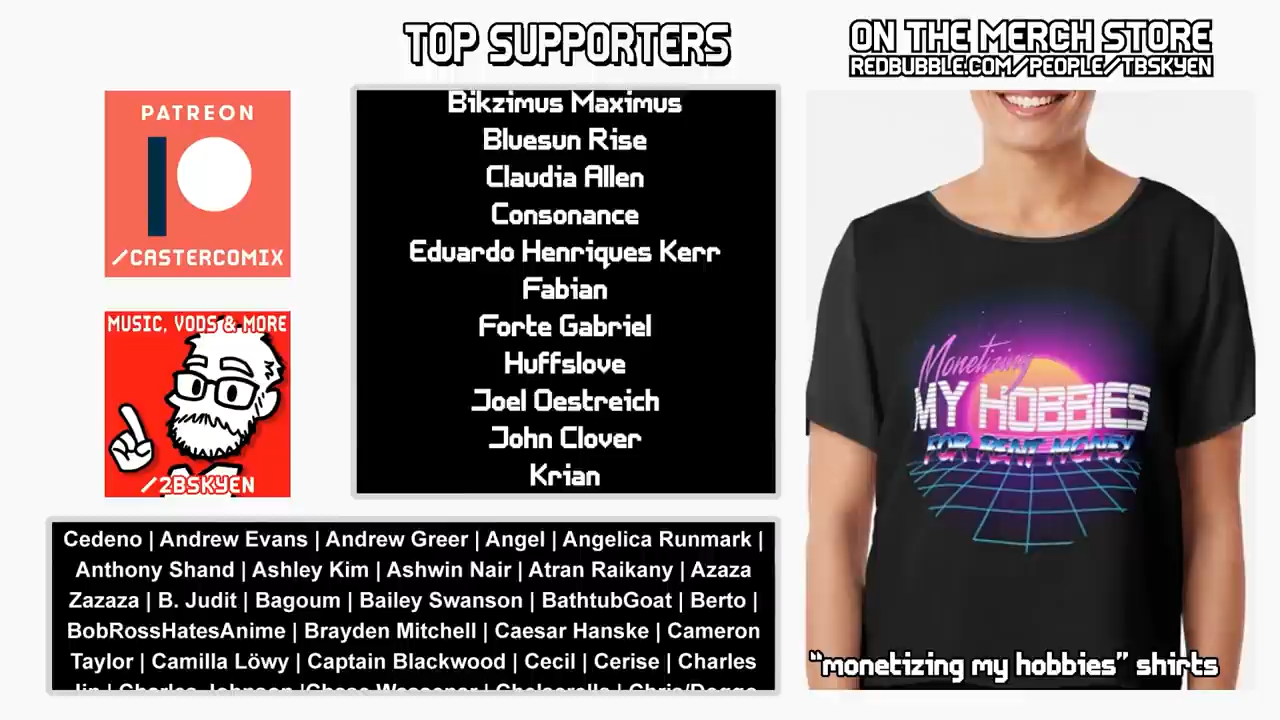 TOP SUPPORTERS
ON THE MERCH STORE
REDBUBBLE.COM/PEOPLE/TBSKYEN
PATREON
/CASTERCOMIX
MUSIC, VODS & MORE
/2BSKYEN
Bikzimus Maximus
Bluesun Rise
Claudia Allen
Consonance
Eduardo Henriques Kerr
Fabian
Forte Gabriel
Huffslove
Joel Oestreich
John Clover
Krian
Cedeno | Andrew Evans | Andrew Greer | Angel | Angelica Runmark |
Anthony Shand | Ashley Kim | Ashwin Nair | Atran Raikany | Azaza
Zazaza | B. Judit | Bagoum | Bailey Swanson | BathtubGoat | Berto |
BobRossHatesAnime | Brayden Mitchell | Caesar Hanske | Cameron
Taylor | Camilla Löwy | Captain Blackwood | Cecil | Cerise | Charles
Monetizing
MY HOBBIES
FOR RENT MONEY
“monetizing my hobbies” shirts